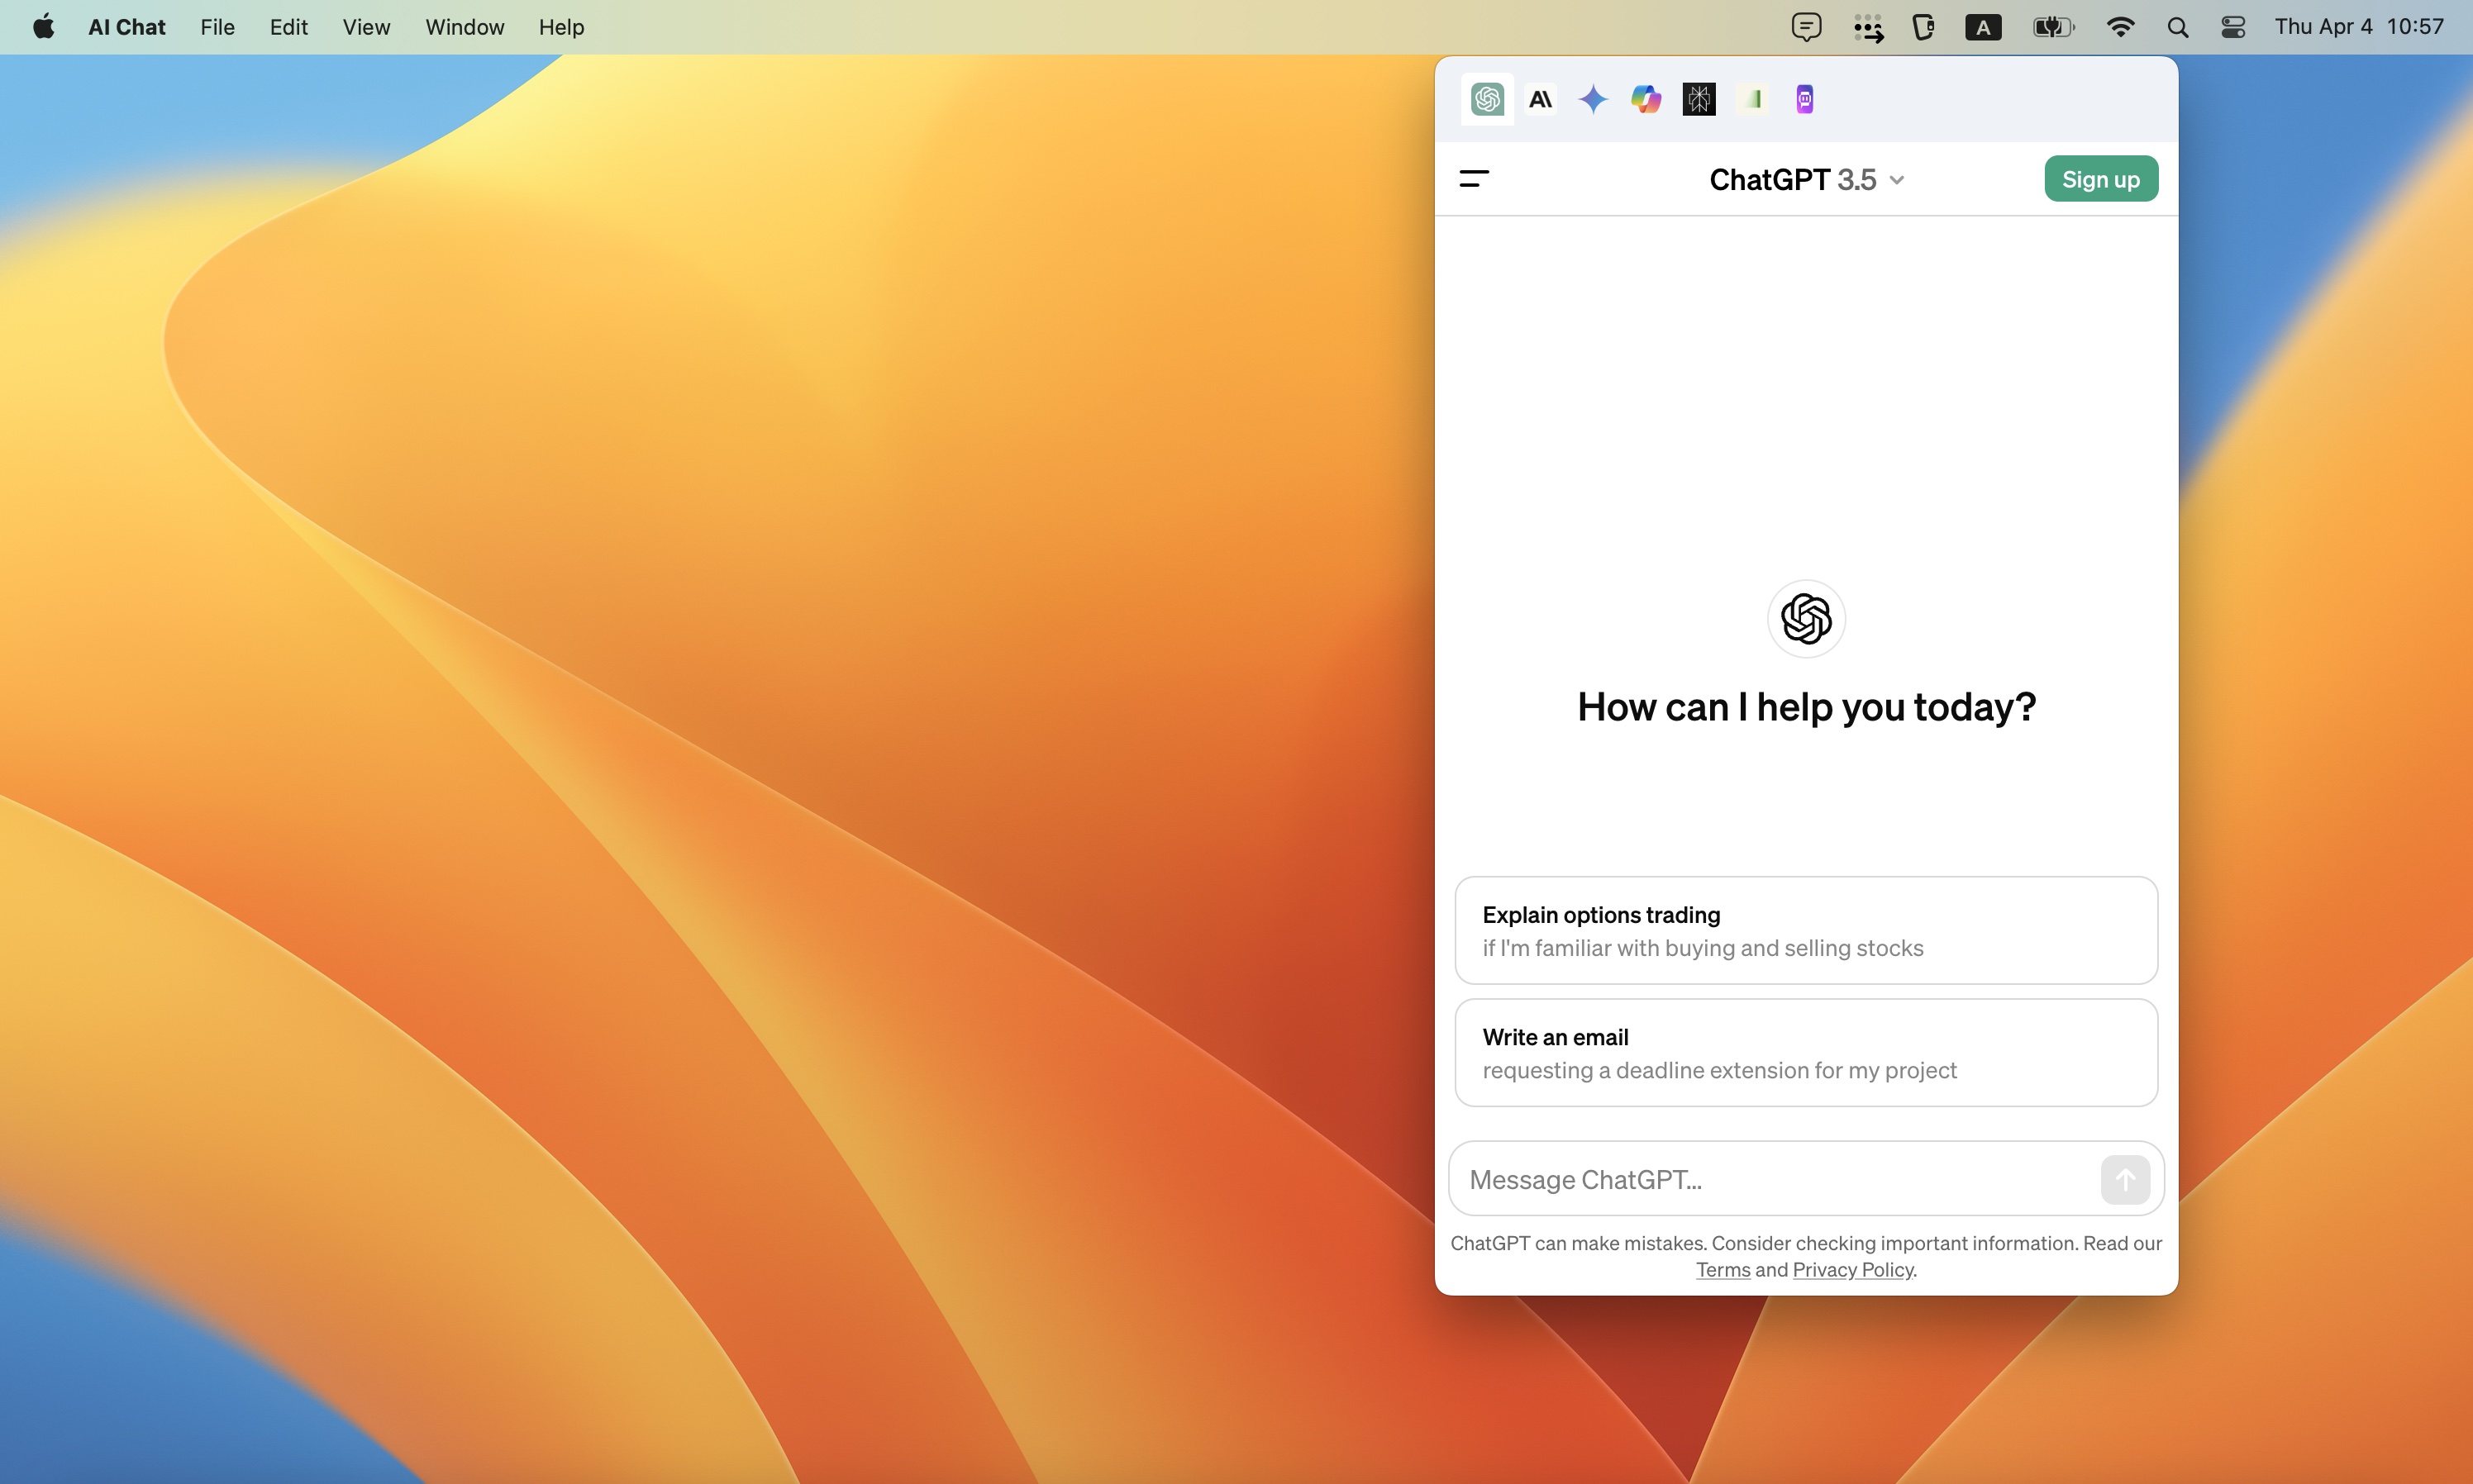 AI Chat File Edit View Window Help A Thu Apr 4 10:57
ChatGPT 3.5 Sign up
How can I help you today?
Explain options trading
if I'm familiar with buying and selling stocks
Write an email
requesting a deadline extension for my project
Message ChatGPT...
ChatGPT can make mistakes. Consider checking important information. Read our
Terms and Privacy Policy.